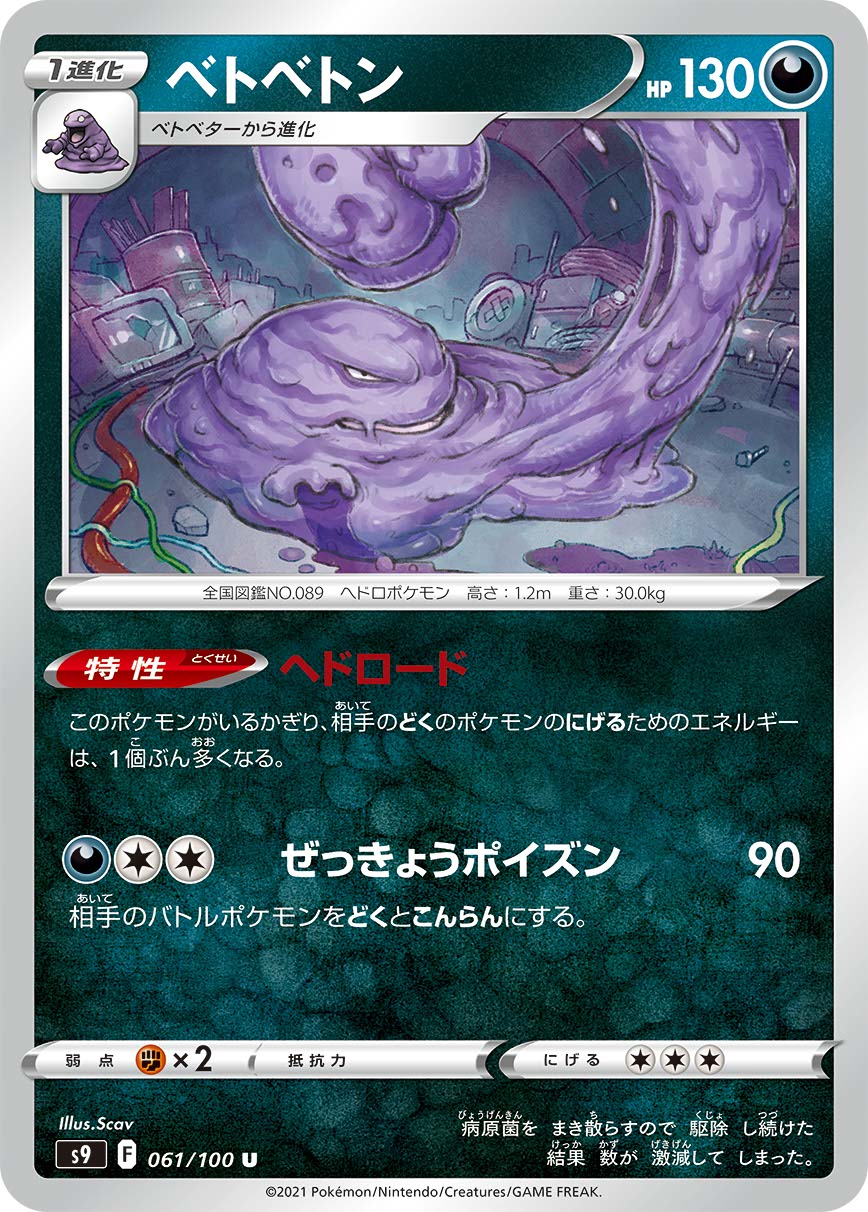 1進化
ベトベトン
HP 130
ベトベターから進化
全国図鑑NO.089 ヘドロポケモン 高さ:1.2m 重さ:30.0kg
特性 とくせい ヘドロード
このポケモンがいるかぎり、相手のどくのポケモンのにげるためのエネルギー
は、1個ぶん多くなる。
ぜっきょうポイズン 90
相手のバトルポケモンをどくとこんらんにする。
弱点 ×2 抵抗力 にげる
Illus.Scav
病原菌を まき散らすので 駆除 し続けた
結果 数が 激減して しまった。
s9 F 061/100 U
©2021 Pokémon/Nintendo/Creatures/GAME FREAK.